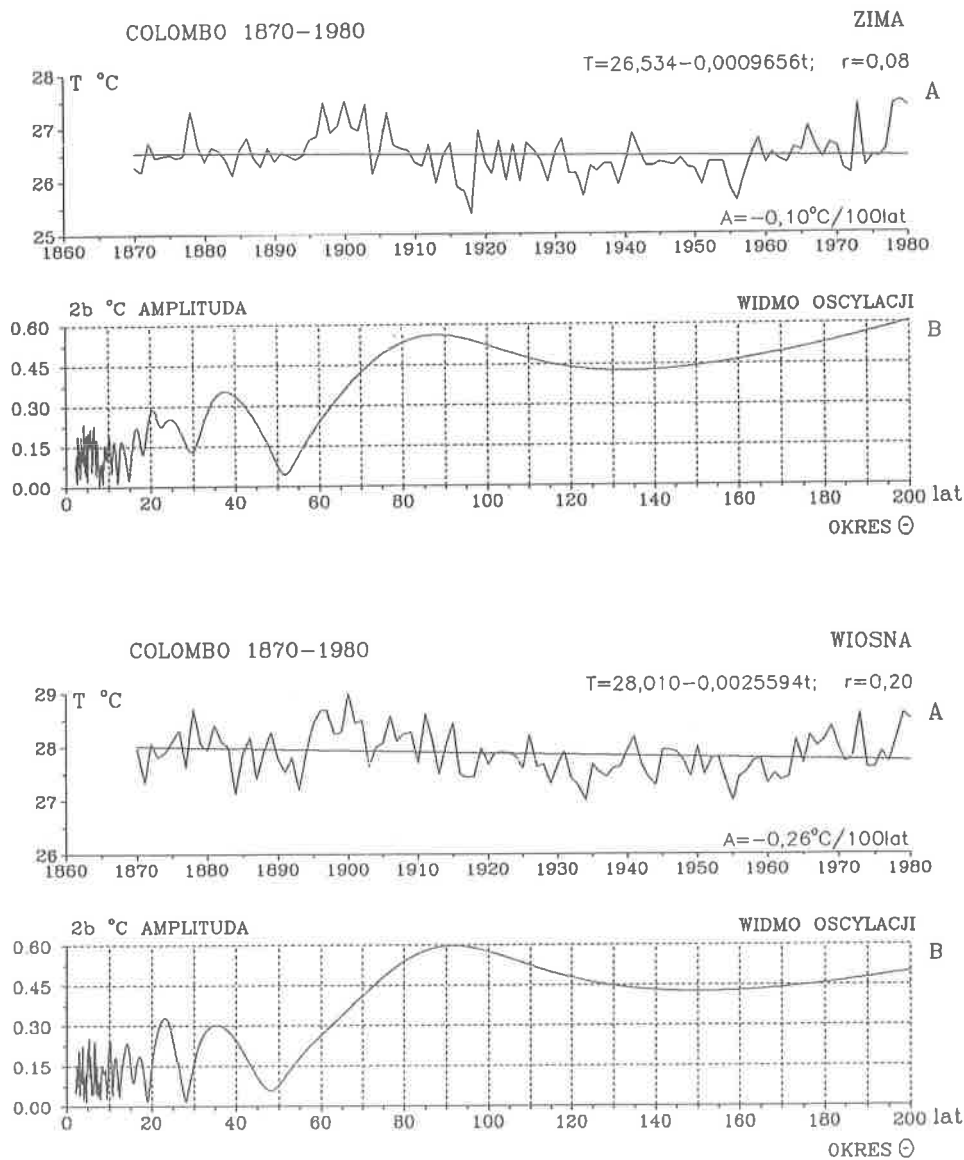 COLOMBO 1870-1980
ZIMA
T=26,534-0,0009656t; r=0,08
T °C
A
28
27
26
25
A=-0,10°C/100lat
1860 1870 1880 1890 1900 1910 1920 1930 1940 1950 1960 1970 1980
2b °C AMPLITUDA
WIDMO OSCYLACJI
B
0.60
0.45
0.30
0.15
0.00
0 20 40 60 80 100 120 140 160 180 200 lat
OKRES Θ
COLOMBO 1870-1980
WIOSNA
T=28,010-0,0025594t; r=0,20
T °C
A
29
28
27
26
A=-0,26°C/100lat
1860 1870 1880 1890 1900 1910 1920 1930 1940 1950 1960 1970 1980
2b °C AMPLITUDA
WIDMO OSCYLACJI
B
0.60
0.45
0.30
0.15
0.00
0 20 40 60 80 100 120 140 160 180 200 lat
OKRES Θ